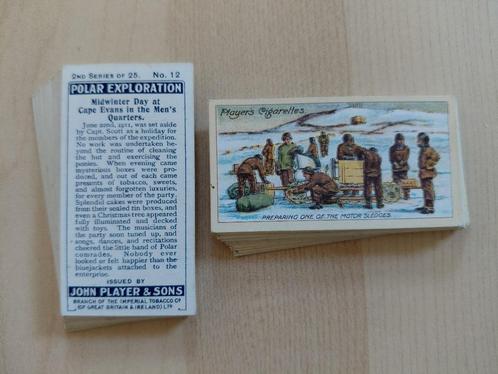 2ND SERIES OF 25. No. 12
POLAR EXPLORATION
Midwinter Day at
Cape Evans in the Men's
Quarters.
June 22nd, 1911, was set aside
by Capt. Scott as a holiday for
the members of the expedition.
No work was undertaken beyond
the routine of cleaning
the hut and exercising the
ponies. When evening came
mysterious boxes were produced,
and out of each came
presents of tobacco, sweets,
and almost forgotten luxuries,
for every member of the party.
Splendid cakes were produced
from their sealed tin boxes, and
even a Christmas tree appeared
fully illuminated and decked
with toys. The musicians of
the party soon tuned up, and
songs, dances, and recitations
cheered the little band of Polar
comrades. Nobody ever
looked or felt happier than the
bluejackets attached to the
enterprise.
ISSUED BY
JOHN PLAYER & SONS
BRANCH OF THE IMPERIAL TOBACCO CO
(OF GREAT BRITAIN & IRELAND) LTD
Players Cigarettes
PREPARING ONE OF THE MOTOR SLEDGES